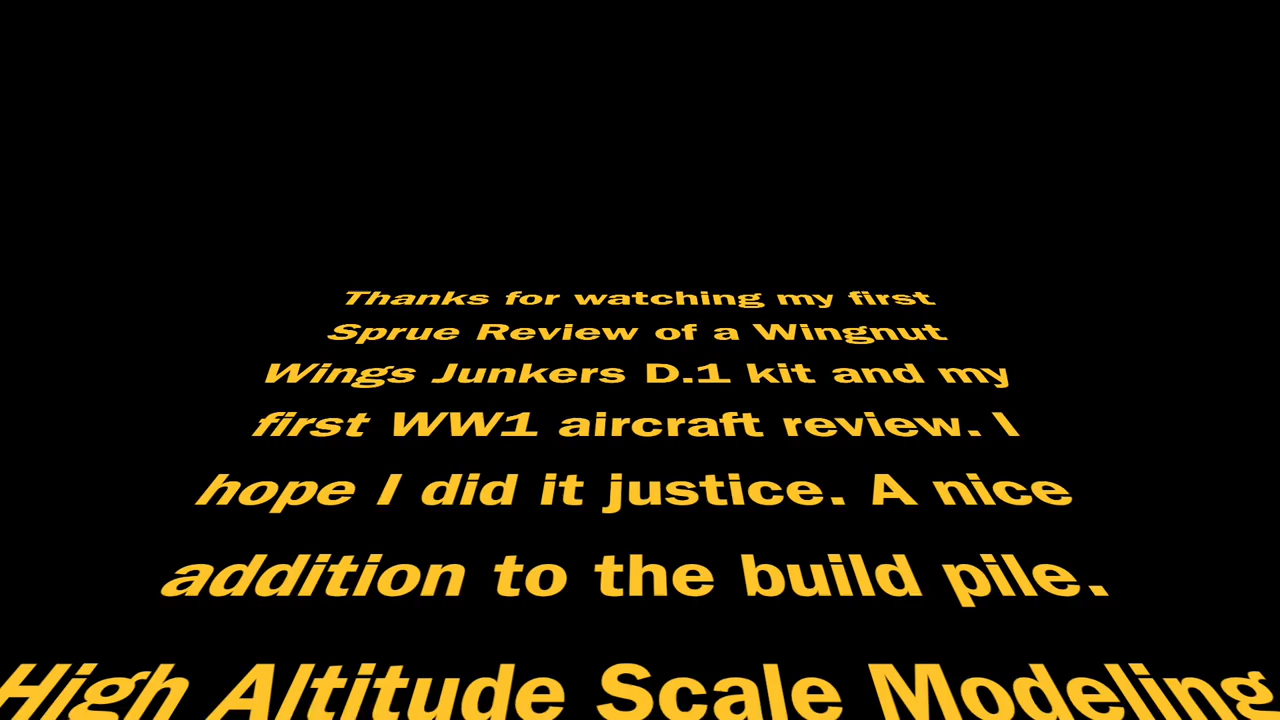 Thanks for watching my first
Sprue Review of a Wingnut
Wings Junkers D.1 kit and my
first WW1 aircraft review. I
hope I did it justice. A nice
addition to the build pile.
High Altitude Scale Modeling